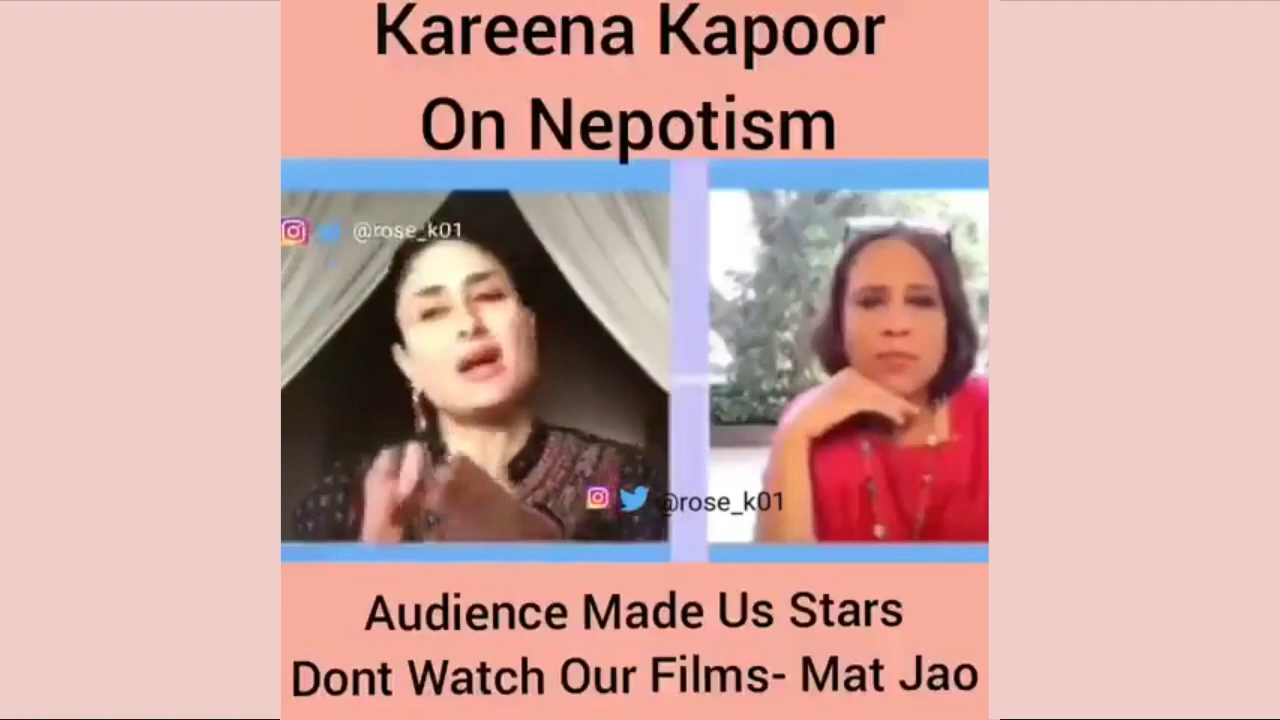 Kareena Kapoor
On Nepotism
@rose_k01
@rose_k01
Audience Made Us Stars
Dont Watch Our Films- Mat Jao